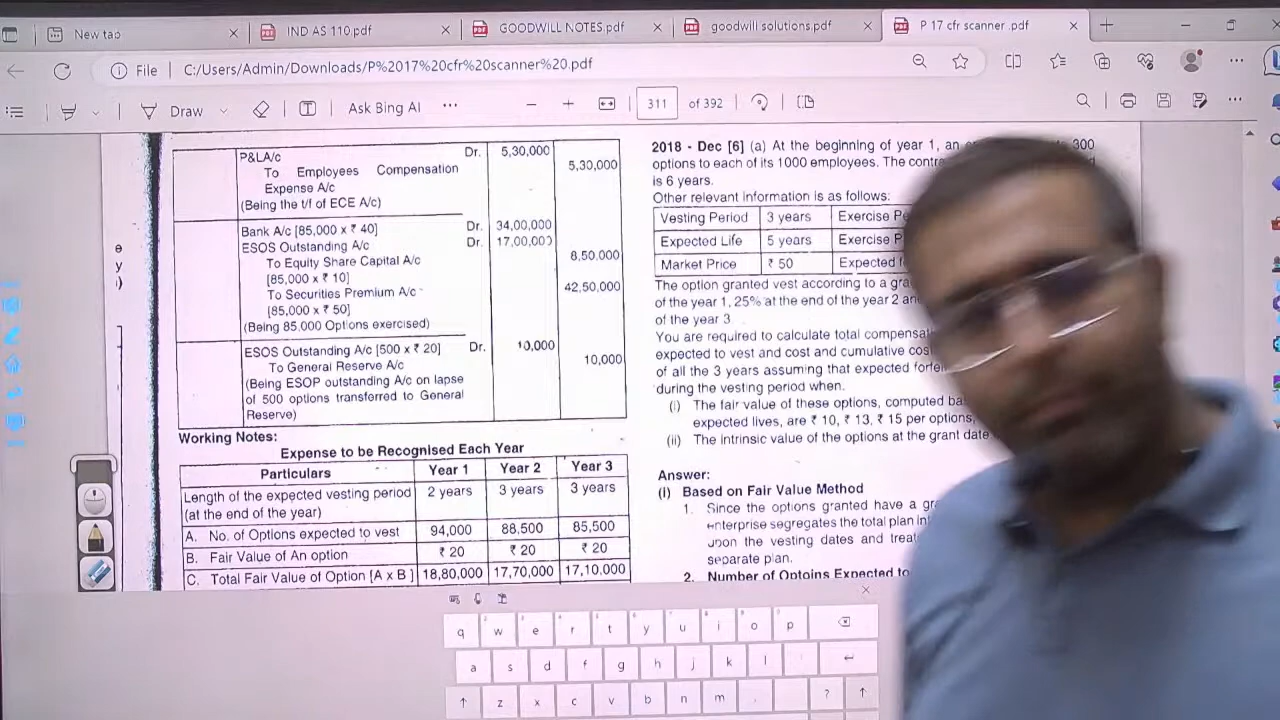 New tab
IND AS 110.pdf
GOODWILL NOTES.pdf
goodwill solutions.pdf
P 17 cfr scanner .pdf
File
C:/Users/Admin/Downloads/P%2017%20cfr%20scanner%20.pdf
Draw
Ask Bing AI
311 of 392
P&LA/c Dr. 5,30,000
To Employees Compensation 5,30,000
Expense A/c
(Being the t/f of ECE A/c)
Bank A/c [85,000 x ₹ 40] Dr. 34,00,000
ESOS Outstanding A/c Dr. 17,00,000
To Equity Share Capital A/c 8,50,000
[85,000 x ₹ 10]
To Securities Premium A/c 42,50,000
[85,000 x ₹ 50]
(Being 85,000 Options exercised)
ESOS Outstanding A/c [500 x ₹ 20] Dr. 10,000
To General Reserve A/c 10,000
(Being ESOP outstanding A/c on lapse
of 500 options transferred to General
Reserve)
Working Notes:
Expense to be Recognised Each Year
Particulars Year 1 Year 2 Year 3
Length of the expected vesting period 2 years 3 years 3 years
(at the end of the year)
A. No. of Options expected to vest 94,000 88,500 85,500
B. Fair Value of An option ₹ 20 ₹ 20 ₹ 20
C. Total Fair Value of Option [A x B] 18,80,000 17,70,000 17,10,000
2018 - Dec [6] (a) At the beginning of year 1, an 300
options to each of its 1000 employees. The
is 6 years.
Other relevant information is as follows:
Vesting Period 3 years Exercise
Expected Life 5 years Exercise
Market Price ₹ 50 Expected
The option granted vest according to a
of the year 1, 25% at the end of the year 2
of the year 3
You are required to calculate total
expected to vest and cost and cumulative
of all the 3 years assuming that expected
during the vesting period when.
(i) The fair value of these options, computed
expected lives, are ₹ 10, ₹ 13, ₹ 15 per options,
(ii) The intrinsic value of the options at the grant date
Answer:
(I) Based on Fair Value Method
1. Since the options granted have a
enterprise segregates the total plan
upon the vesting dates and
separate plan.
2. Number of Optoins Expected to
q w e r t y u i o p
a s d f g h j k l
z x c v b n m ?